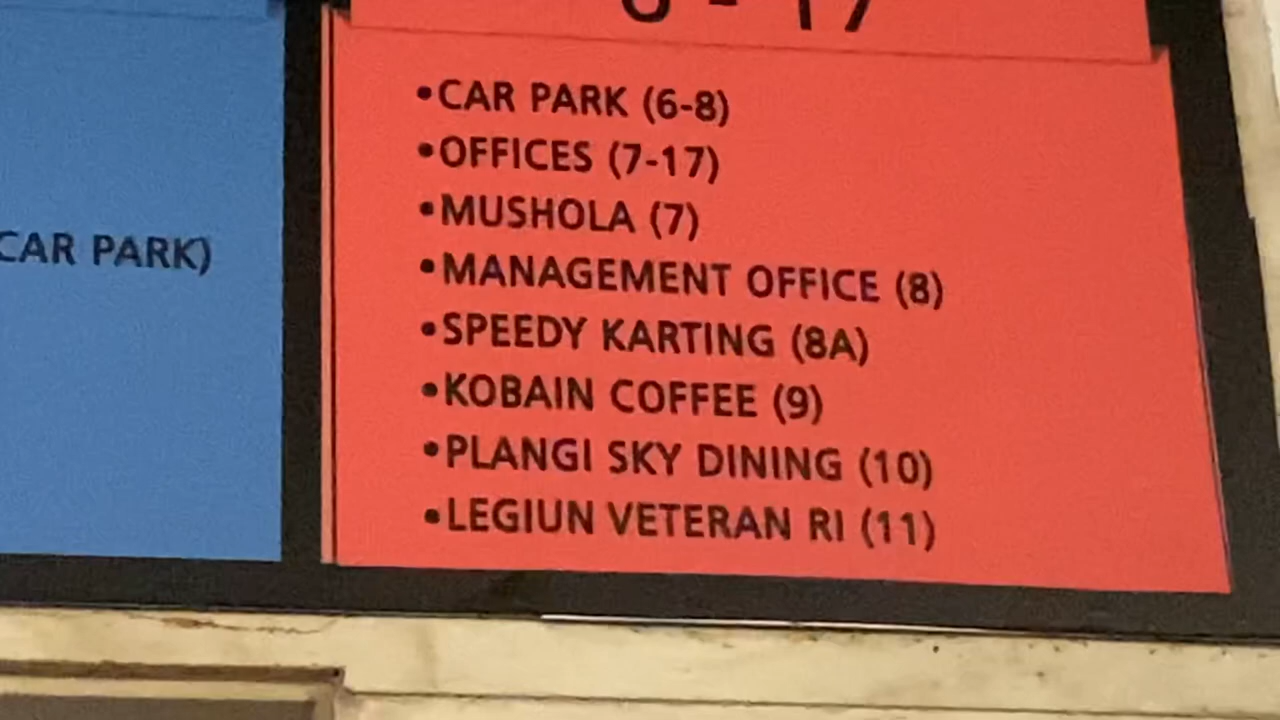 - 17
CAR PARK)
•CAR PARK (6-8)
•OFFICES (7-17)
•MUSHOLA (7)
•MANAGEMENT OFFICE (8)
•SPEEDY KARTING (8A)
•KOBAIN COFFEE (9)
•PLANGI SKY DINING (10)
•LEGIUN VETERAN RI (11)